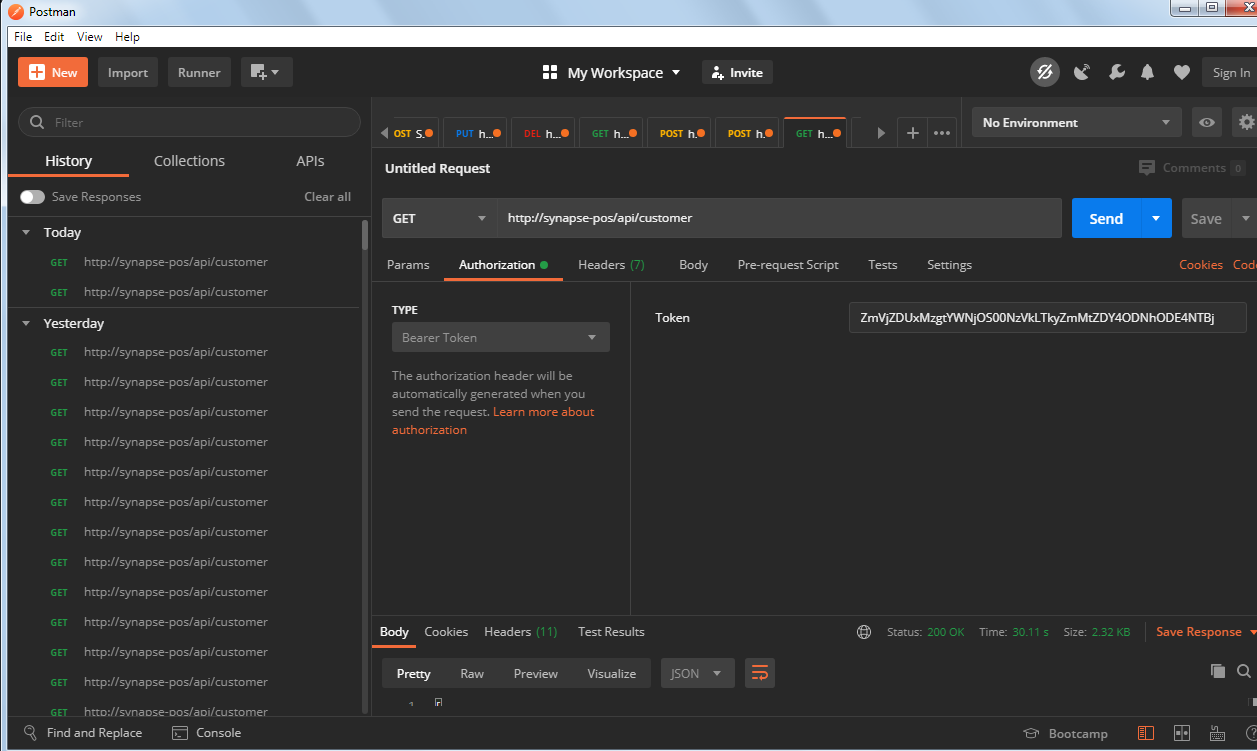 Postman
File Edit View Help
New Import Runner My Workspace Invite Sign In
Filter
OST S. PUT h... DEL h... GET h... POST h. POST h. GET h... No Environment
History Collections APIs
Untitled Request Comments 0
Save Responses Clear all
GET http://synapse-pos/api/customer Send Save
Today
GET http://synapse-pos/api/customer
GET http://synapse-pos/api/customer
Params Authorization Headers (7) Body Pre-request Script Tests Settings Cookies Code
Yesterday
GET http://synapse-pos/api/customer
GET http://synapse-pos/api/customer
GET http://synapse-pos/api/customer
GET http://synapse-pos/api/customer
GET http://synapse-pos/api/customer
GET http://synapse-pos/api/customer
GET http://synapse-pos/api/customer
GET http://synapse-pos/api/customer
GET http://synapse-pos/api/customer
GET http://synapse-pos/api/customer
GET http://synapse-pos/api/customer
GET http://synapse-pos/api/customer
GET http://synapse-pos/api/customer
TYPE
Bearer Token
The authorization header will be
automatically generated when you
send the request. Learn more about
authorization
Token ZmVjZDUxMzgtYWNjOS00NzVkLTkyZmMtZDY4ODNhODE4NTBj
Body Cookies Headers (11) Test Results Status: 200 OK Time: 30.11 s Size: 2.32 KB Save Response
Pretty Raw Preview Visualize JSON
Find and Replace Console Bootcamp